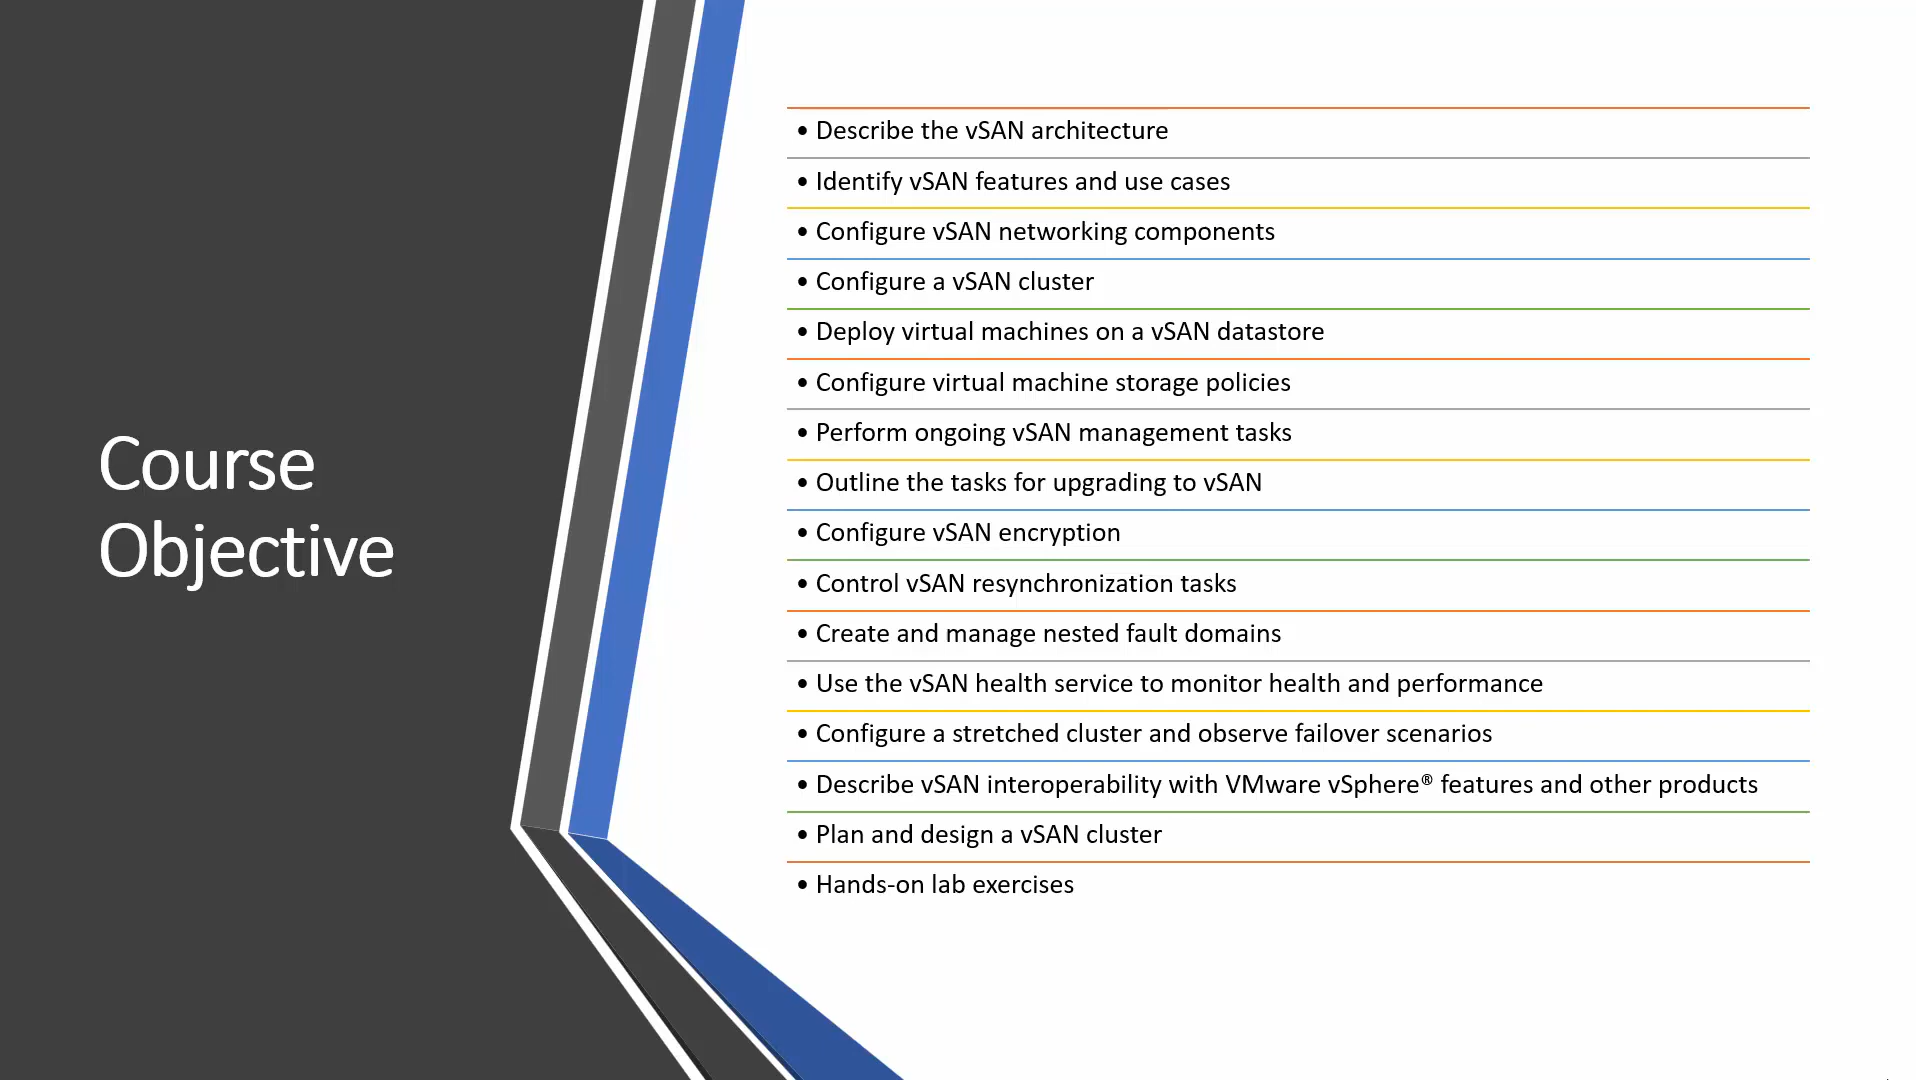 Course
Objective
• Describe the vSAN architecture
• Identify vSAN features and use cases
• Configure vSAN networking components
• Configure a vSAN cluster
• Deploy virtual machines on a vSAN datastore
• Configure virtual machine storage policies
• Perform ongoing vSAN management tasks
• Outline the tasks for upgrading to vSAN
• Configure vSAN encryption
• Control vSAN resynchronization tasks
• Create and manage nested fault domains
• Use the vSAN health service to monitor health and performance
• Configure a stretched cluster and observe failover scenarios
• Describe vSAN interoperability with VMware vSphere® features and other products
• Plan and design a vSAN cluster
• Hands-on lab exercises